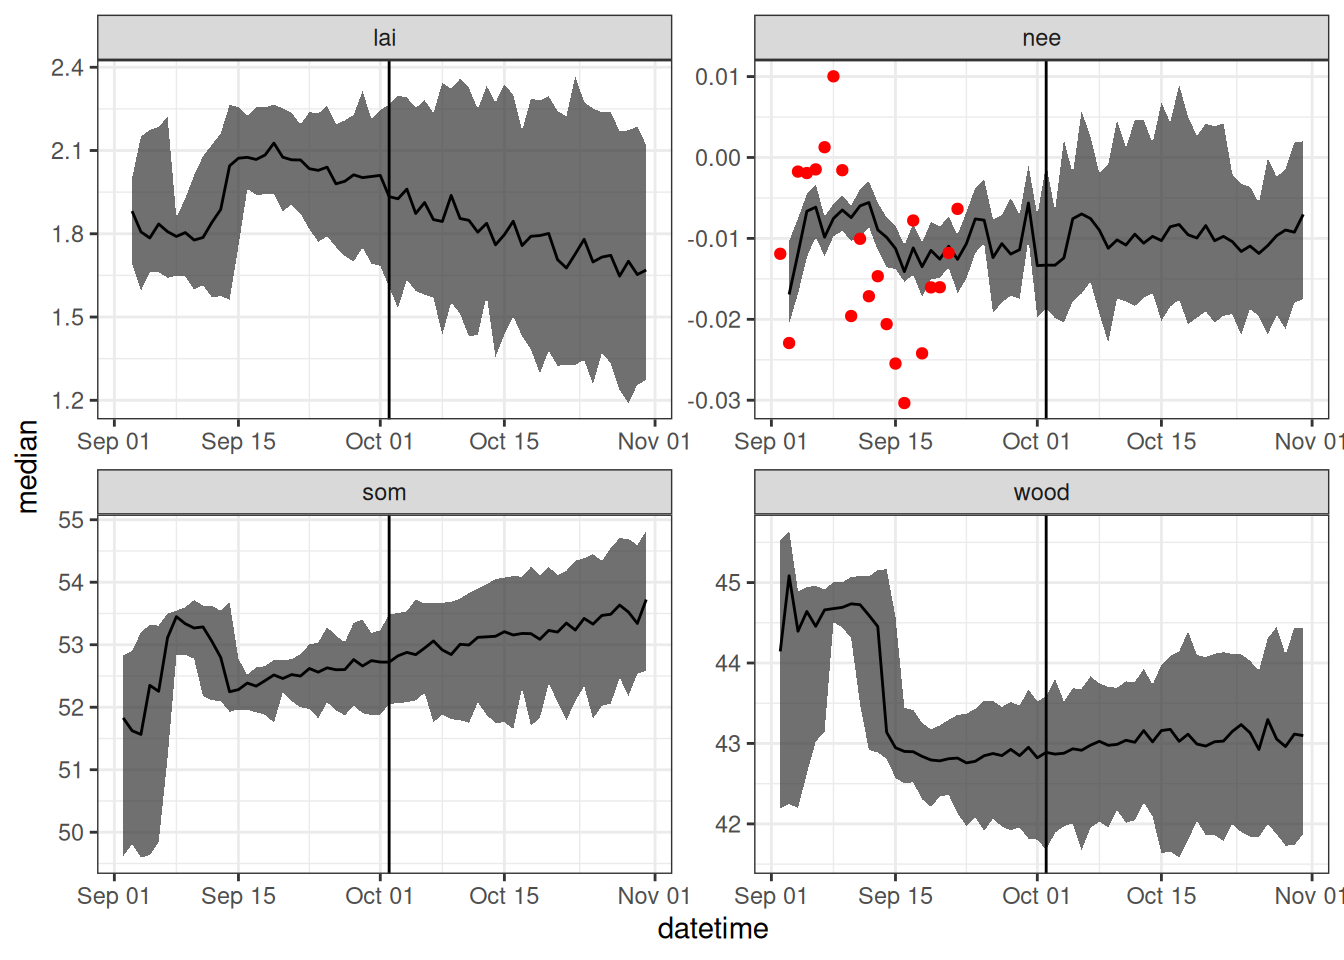 lai
nee
2.4
2.1
1.8
1.5
1.2
0.01
0.00
-0.01
-0.02
-0.03
Sep 01 Sep 15 Oct 01 Oct 15 Nov 01
Sep 01 Sep 15 Oct 01 Oct 15 Nov 01
median
som
wood
55
54
53
52
51
50
45
44
43
42
Sep 01 Sep 15 Oct 01 Oct 15 Nov 01
Sep 01 Sep 15 Oct 01 Oct 15 Nov 01
datetime